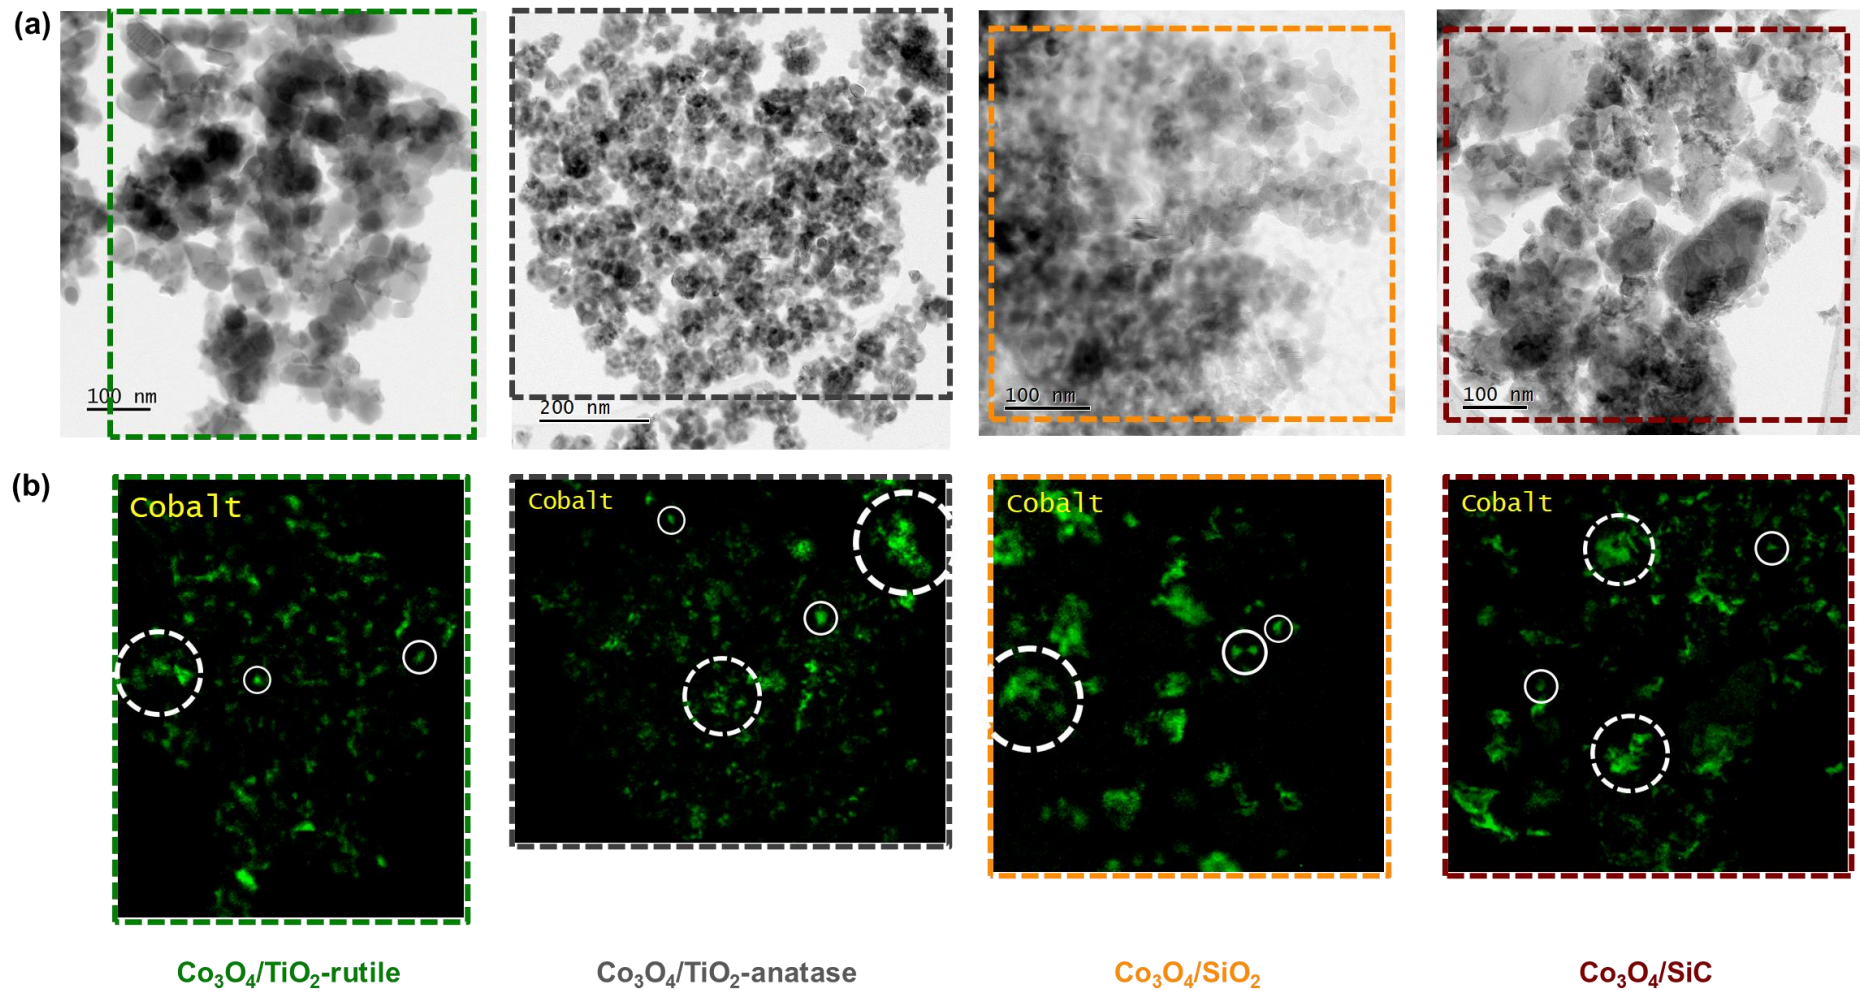 (a)
100 nm
200 nm
100 nm
100 nm
(b)
Cobalt
Cobalt
Cobalt
Cobalt
Co₃O₄/TiO₂-rutile
Co₃O₄/TiO₂-anatase
Co₃O₄/SiO₂
Co₃O₄/SiC